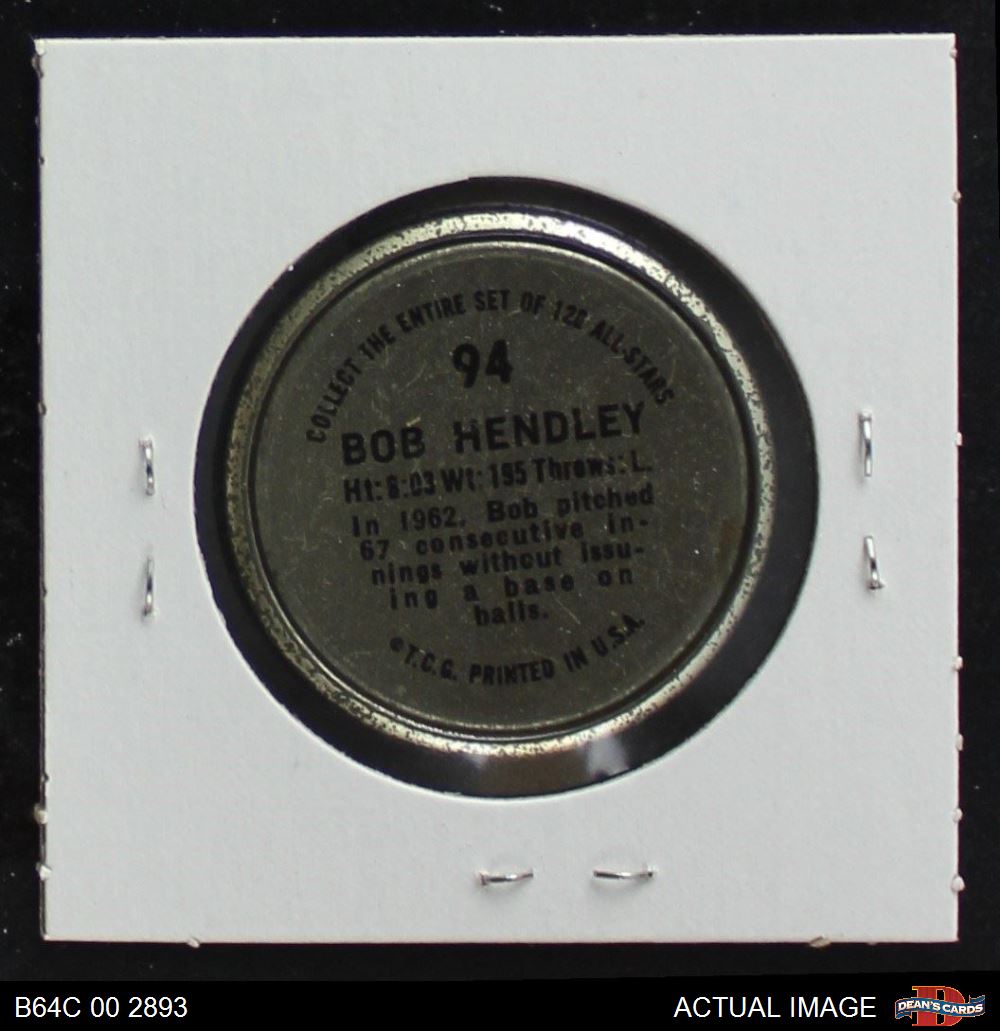 COLLECT THE ENTIRE SET OF 120 ALL-STARS
94
BOB HENDLEY
Ht: 6:03 Wt: 195 Throws: L.
In 1962, Bob pitched
67 consecutive in-
nings without issu-
ing a base on
balls.
©T.C.G. PRINTED IN U.S.A.
B64C 00 2893
ACTUAL IMAGE
DEAN'S CARDS